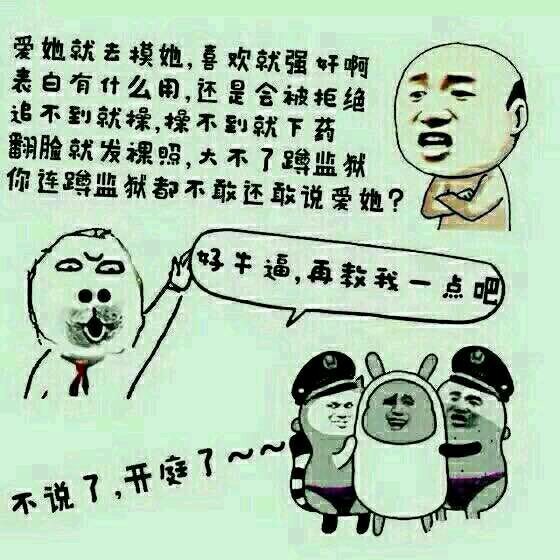 爱她就去摸她,喜欢就强奸啊
表白有什么用,还是会被拒绝
追不到就操,操不到就下药
翻脸就发裸照,大不了蹲监狱
你连蹲监狱都不敢还敢说爱她?
好牛逼,再教我一点吧
不说了,开庭了~~